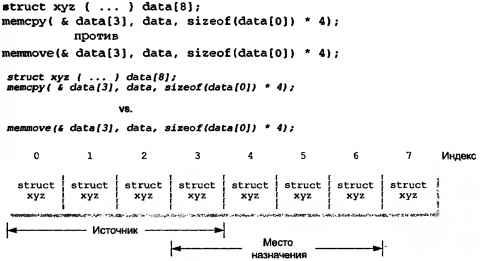 struct xyz { ... } data[8];
memcpy( & data[3], data, sizeof(data[0]) * 4);
против
memmove(& data[3], data, sizeof(data[0]) * 4);
struct xyz { ... } data[8];
memcpy( & data[3], data, sizeof(data[0]) * 4);
vs.
memmove(& data[3], data, sizeof(data[0]) * 4);
0 1 2 3 4 5 6 7 Индекс
struct struct struct struct struct struct struct struct
xyz xyz xyz xyz xyz xyz xyz xyz
Источник
Место
назначения